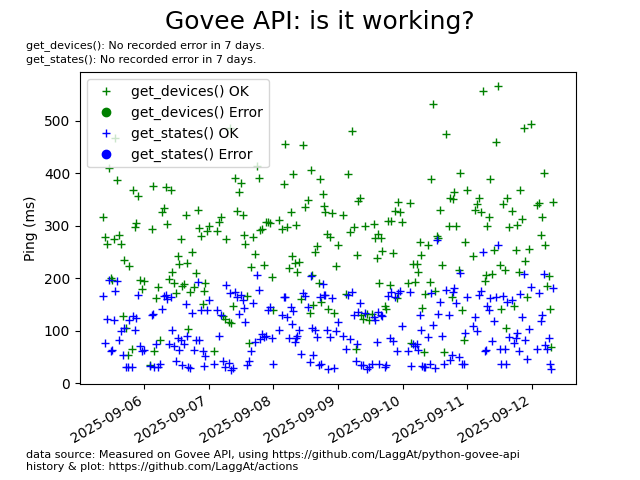 Govee API: is it working?
get_devices(): No recorded error in 7 days.
get_states(): No recorded error in 7 days.
get_devices() OK
get_devices() Error
get_states() OK
get_states() Error
Ping (ms)
500
400
300
200
100
0
2025-09-06
2025-09-07
2025-09-08
2025-09-09
2025-09-10
2025-09-11
2025-09-12
data source: Measured on Govee API, using https://github.com/LaggAt/python-govee-api
history & plot: https://github.com/LaggAt/actions